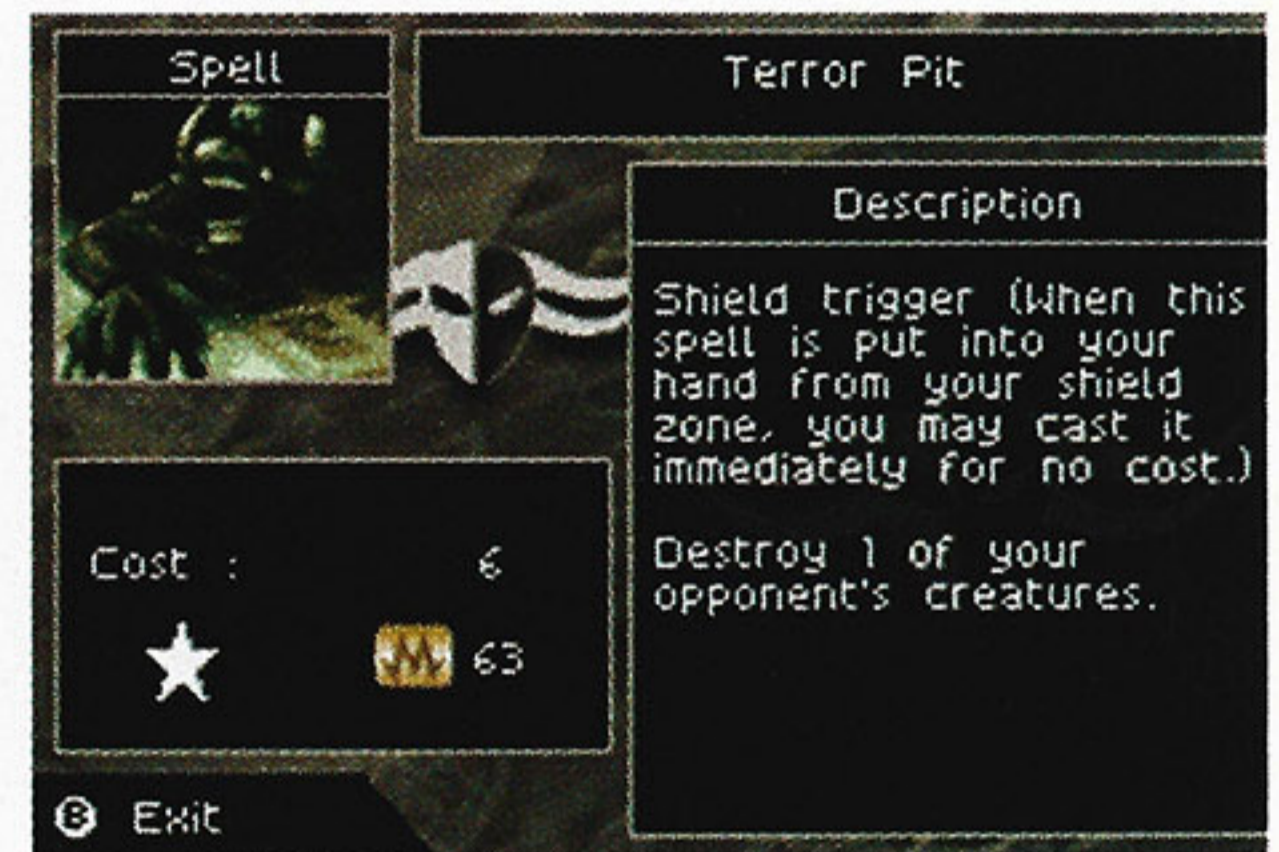 Spell
Terror Pit
Description
Shield trigger (When this
spell is put into your
hand from your shield
zone, you may cast it
immediately for no cost.)
Destroy 1 of your
opponent's creatures.
Cost : 6
M 63
B Exit